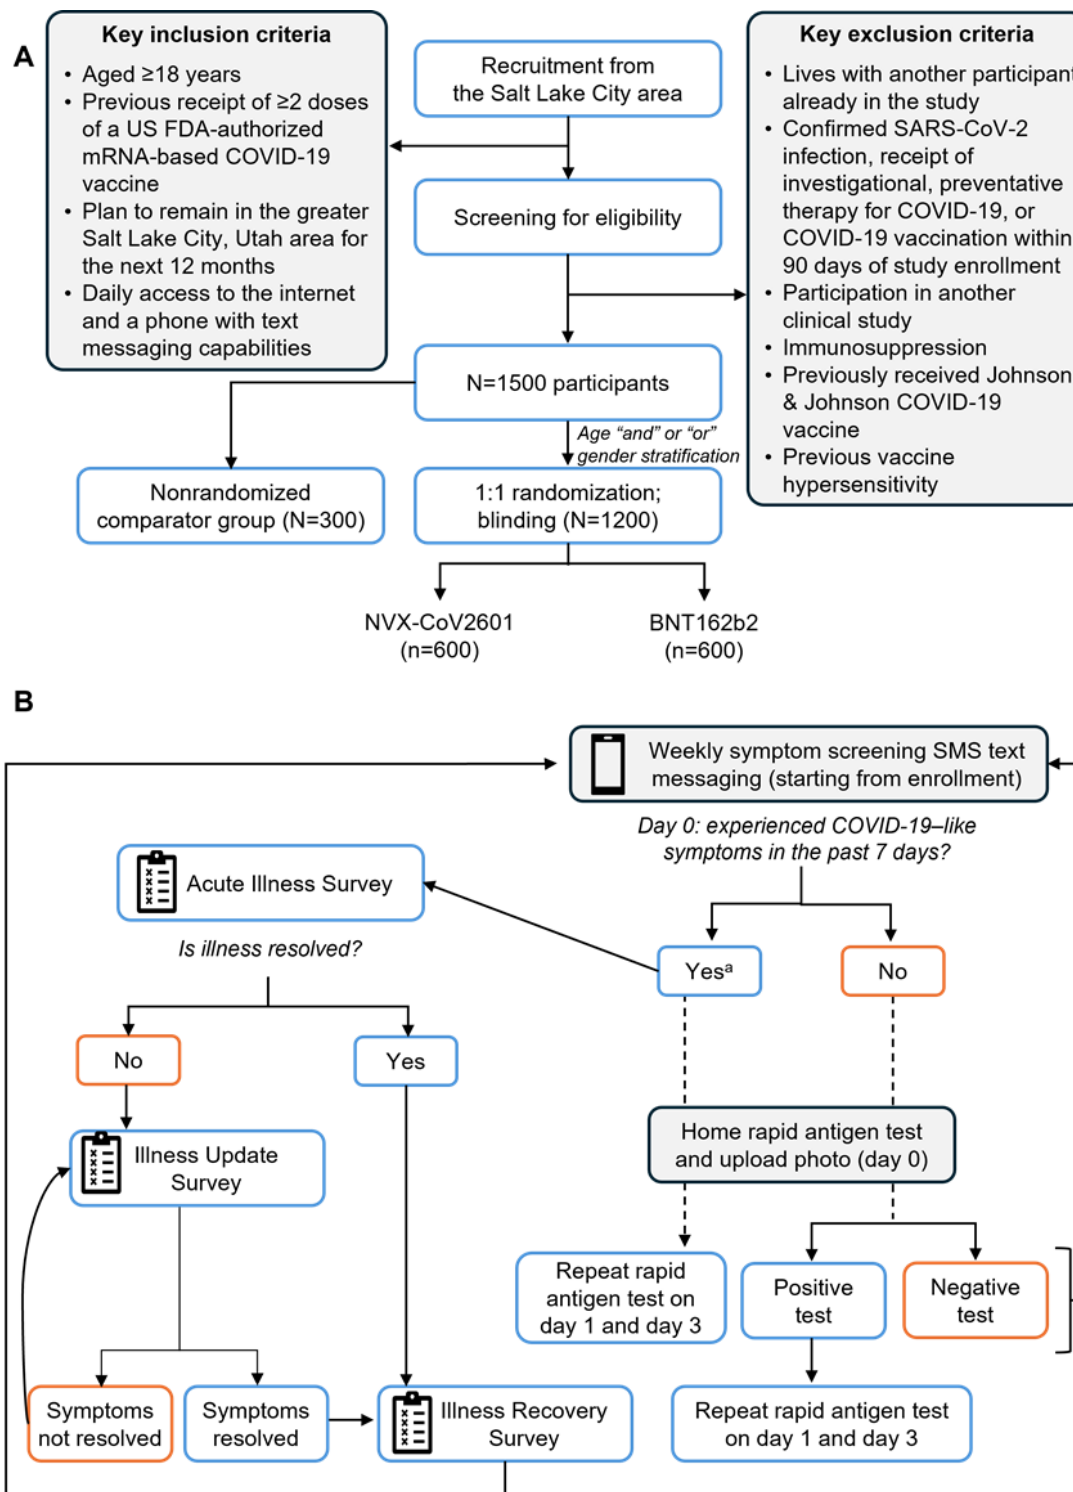 A
Key inclusion criteria
• Aged ≥18 years
• Previous receipt of ≥2 doses
of a US FDA-authorized
mRNA-based COVID-19
vaccine
• Plan to remain in the greater
Salt Lake City, Utah area for
the next 12 months
• Daily access to the internet
and a phone with text
messaging capabilities
Recruitment from
the Salt Lake City area
Screening for eligibility
Key exclusion criteria
• Lives with another participant
already in the study
• Confirmed SARS-CoV-2
infection, receipt of
investigational, preventative
therapy for COVID-19, or
COVID-19 vaccination within
90 days of study enrollment
• Participation in another
clinical study
• Immunosuppression
• Previously received Johnson
& Johnson COVID-19
vaccine
• Previous vaccine
hypersensitivity
N=1500 participants
Age “and” or “or”
gender stratification
Nonrandomized
comparator group (N=300)
1:1 randomization;
blinding (N=1200)
NVX-CoV2601
(n=600)
BNT162b2
(n=600)
B
Weekly symptom screening SMS text
messaging (starting from enrollment)
Day 0: experienced COVID-19–like
symptoms in the past 7 days?
Yesᵃ
No
Acute Illness Survey
Is illness resolved?
No
Yes
Illness Update
Survey
Home rapid antigen test
and upload photo (day 0)
Repeat rapid
antigen test on
day 1 and day 3
Positive
test
Negative
test
Symptoms
not resolved
Symptoms
resolved
Illness Recovery
Survey
Repeat rapid antigen test
on day 1 and day 3